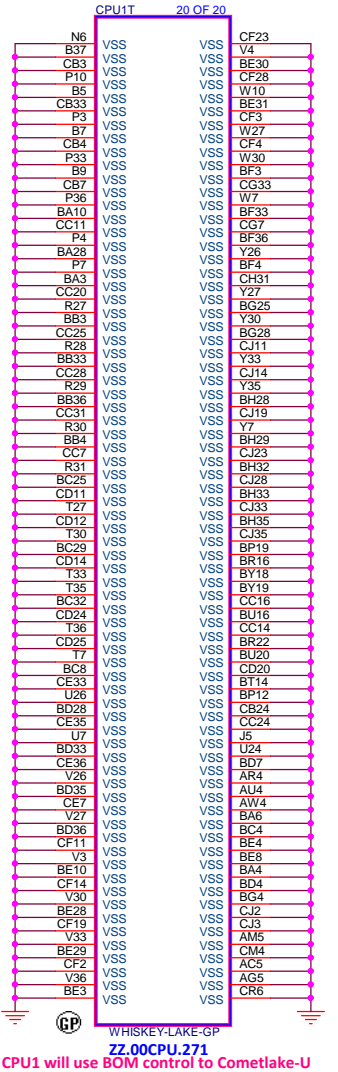 CPU1T 20 OF 20
N6 VSS VSS CF23
B37 VSS VSS V4
CB3 VSS VSS BE30
P10 VSS VSS CF28
B5 VSS VSS W10
CB33 VSS VSS BE31
P3 VSS VSS CF3
B7 VSS VSS W27
CB4 VSS VSS CF4
P33 VSS VSS W30
B9 VSS VSS BF3
CB7 VSS VSS CG33
P36 VSS VSS W7
BA10 VSS VSS BF33
CC11 VSS VSS CG7
P4 VSS VSS BF36
BA28 VSS VSS Y26
P7 VSS VSS BF4
BA3 VSS VSS CH31
CC20 VSS VSS Y27
R27 VSS VSS BG25
BB3 VSS VSS Y30
CC25 VSS VSS BG28
R28 VSS VSS CJ11
BB33 VSS VSS Y33
CC28 VSS VSS CJ14
R29 VSS VSS Y35
BB36 VSS VSS BH28
CC31 VSS VSS CJ19
R30 VSS VSS Y7
BB4 VSS VSS BH29
CC7 VSS VSS CJ23
R31 VSS VSS BH32
BC25 VSS VSS CJ28
CD11 VSS VSS BH33
T27 VSS VSS CJ33
CD12 VSS VSS BH35
T30 VSS VSS CJ35
BC29 VSS VSS BP19
CD14 VSS VSS BR16
T33 VSS VSS BY18
T35 VSS VSS BY19
BC32 VSS VSS CC16
CD24 VSS VSS BU16
T36 VSS VSS CC14
CD25 VSS VSS BR22
T7 VSS VSS BU20
BC8 VSS VSS CD20
CE33 VSS VSS BT14
U26 VSS VSS BP12
BD28 VSS VSS CB24
CE35 VSS VSS CC24
U7 VSS VSS J5
BD33 VSS VSS U24
CE36 VSS VSS BD7
V26 VSS VSS AR4
BD35 VSS VSS AU4
CE7 VSS VSS AW4
V27 VSS VSS BA6
BD36 VSS VSS BC4
CF11 VSS VSS BE4
V3 VSS VSS BE8
BE10 VSS VSS BA4
CF14 VSS VSS BD4
V30 VSS VSS BG4
BE28 VSS VSS CJ2
CF19 VSS VSS CJ3
V33 VSS VSS AM5
BE29 VSS VSS CM4
CF2 VSS VSS AC5
V36 VSS VSS AG5
BE3 VSS VSS CR6
GP
WHISKEY-LAKE-GP
ZZ.00CPU.271
CPU1 will use BOM control to Cometlake-U